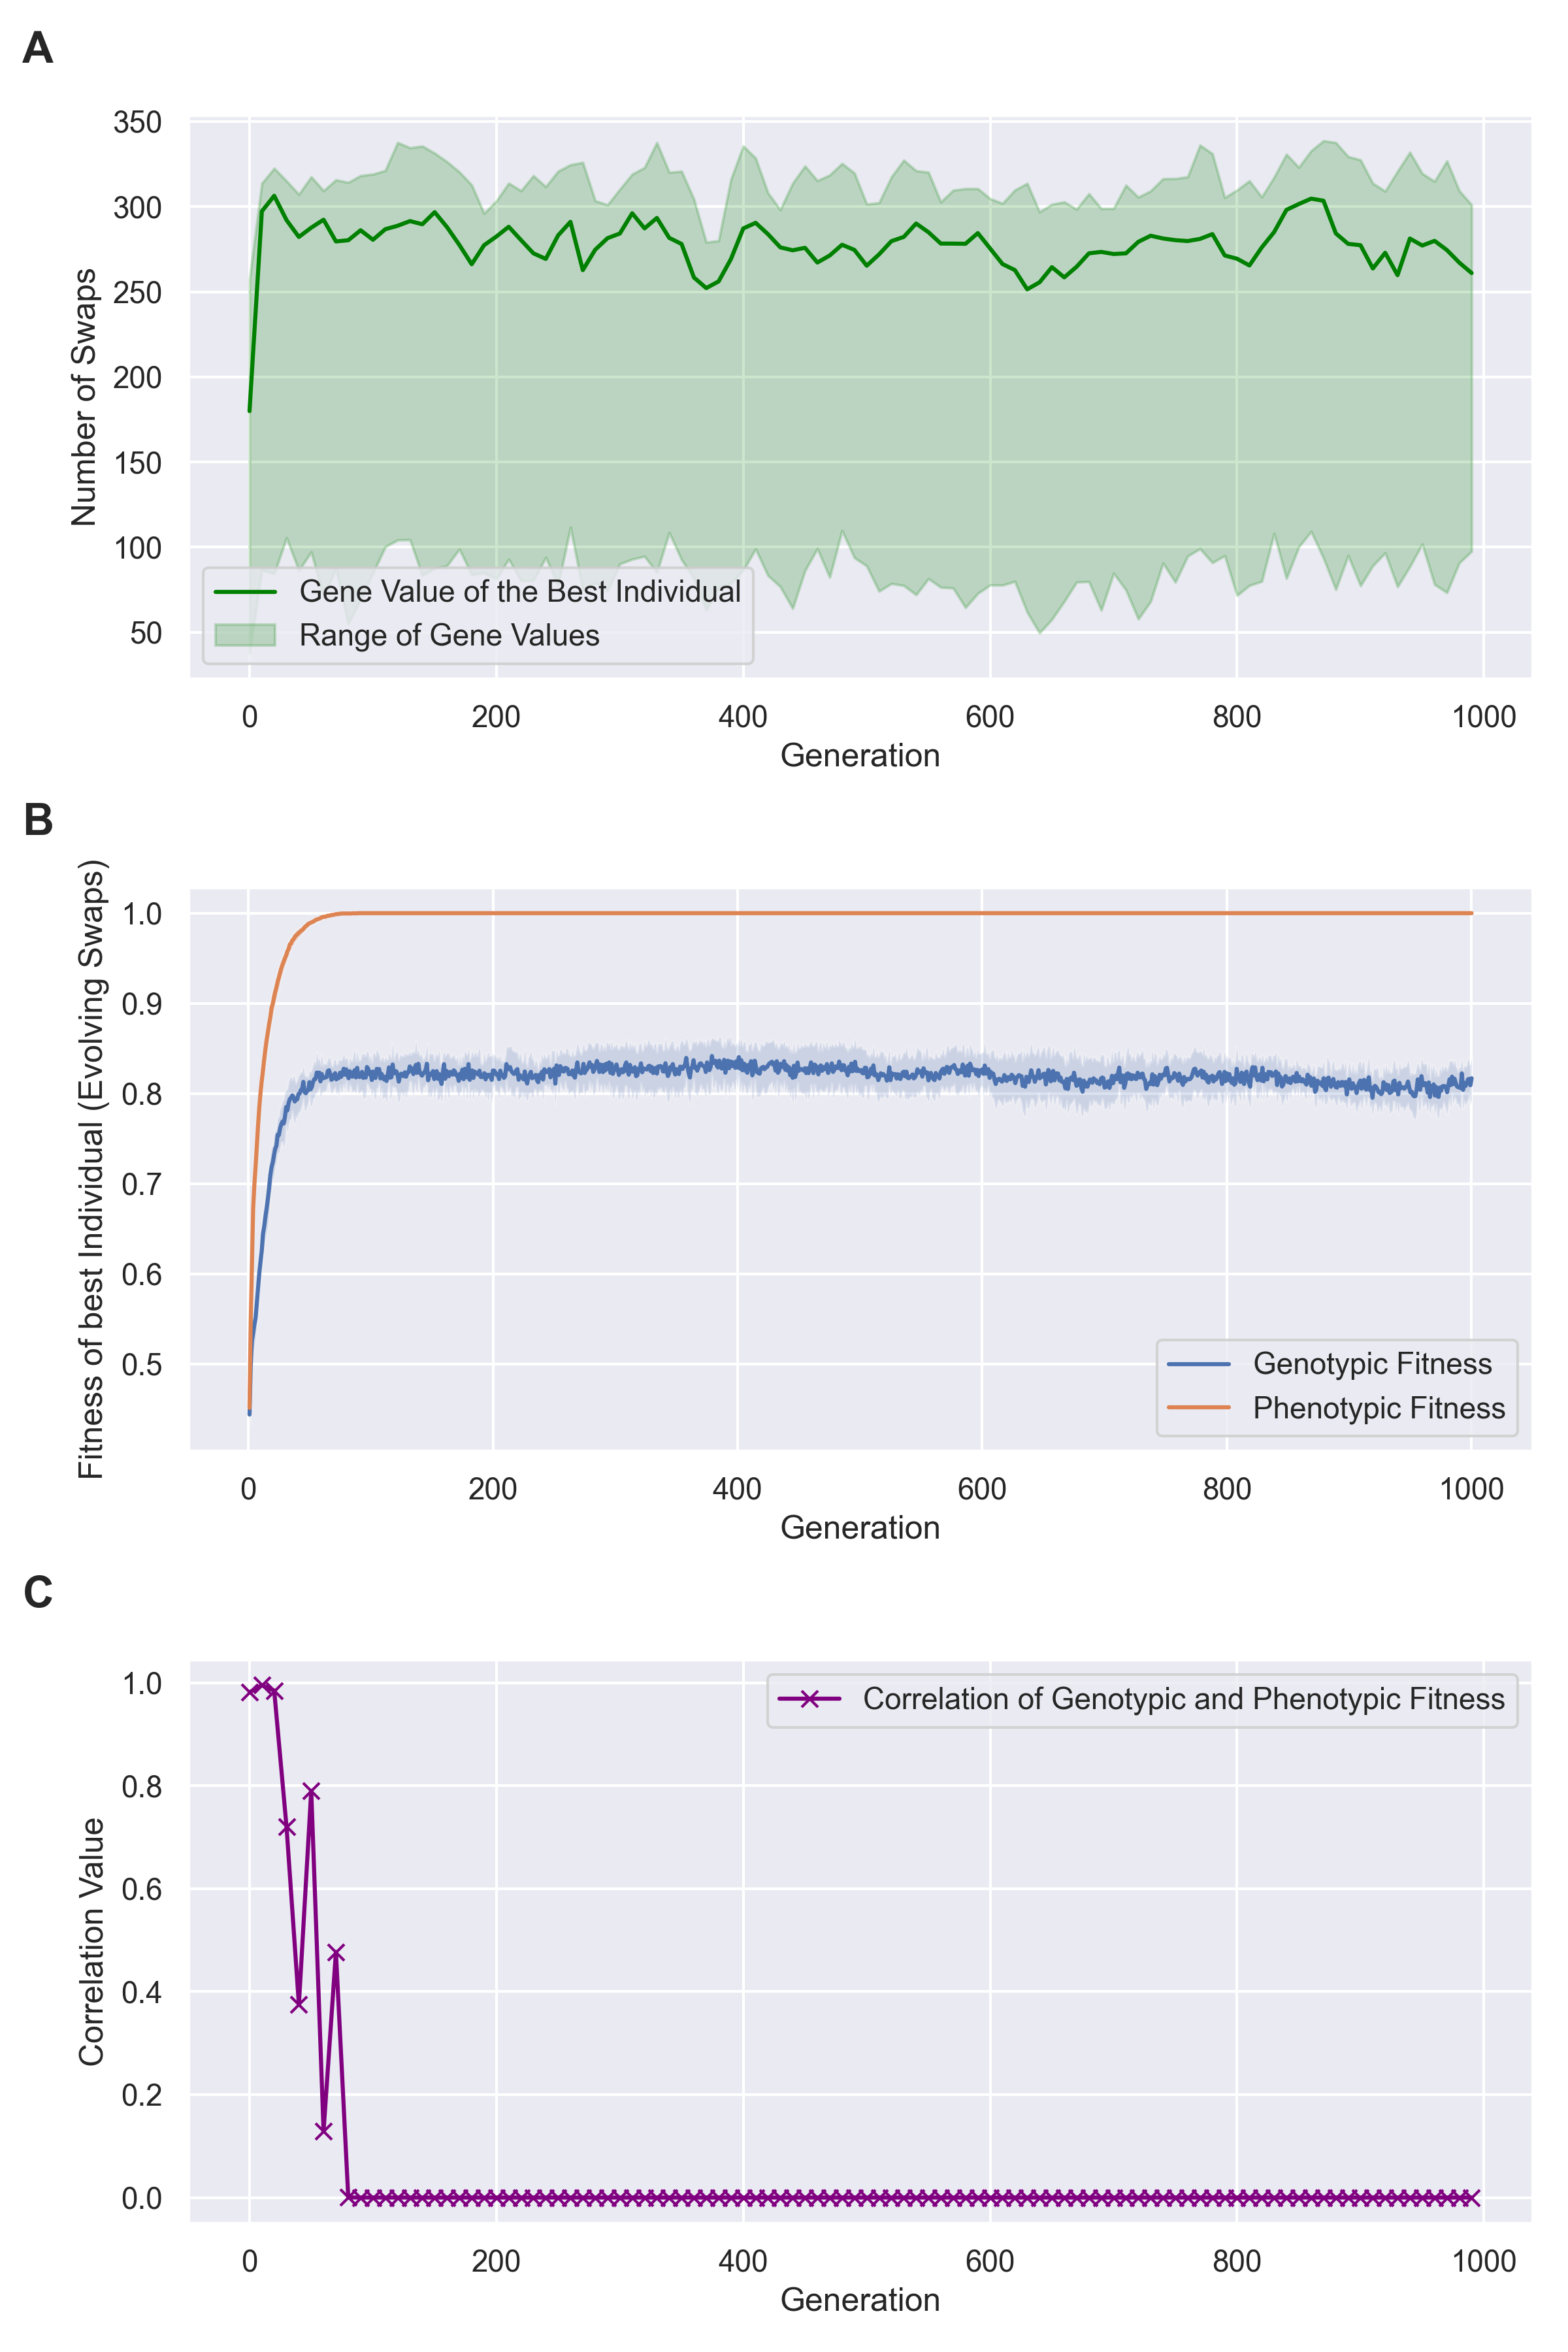 A
350
300
250
200
150
100
50
Number of Swaps
Gene Value of the Best Individual
Range of Gene Values
0 200 400 600 800 1000
Generation
B
1.0
0.9
0.8
0.7
0.6
0.5
Fitness of best Individual (Evolving Swaps)
Genotypic Fitness
Phenotypic Fitness
0 200 400 600 800 1000
Generation
C
1.0
0.8
0.6
0.4
0.2
0.0
Correlation Value
Correlation of Genotypic and Phenotypic Fitness
0 200 400 600 800 1000
Generation